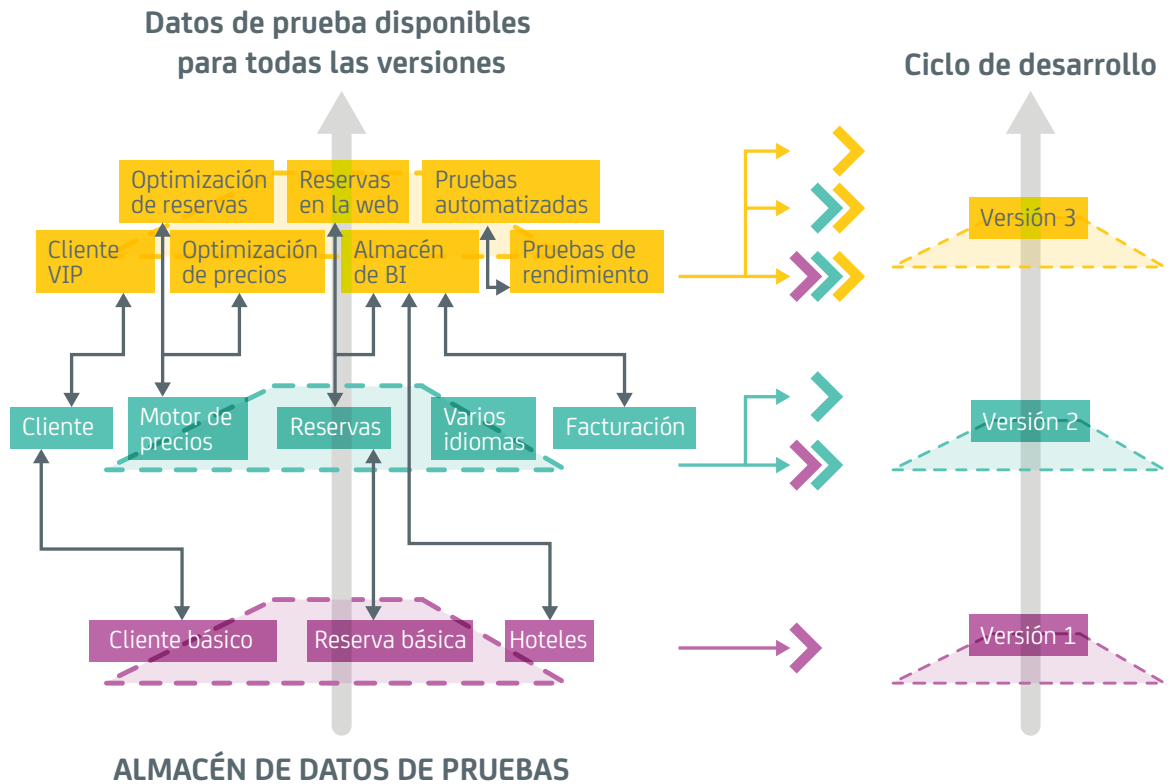 Datos de prueba disponibles
para todas las versiones
Ciclo de desarrollo
Optimización
de reservas
Reservas
en la web
Pruebas
automatizadas
Cliente
VIP
Optimización
de precios
Almacén
de BI
Pruebas de
rendimiento
Versión 3
Cliente
Motor de
precios
Reservas
Varios
idiomas
Facturación
Versión 2
Cliente básico
Reserva básica
Hoteles
Versión 1
ALMACÉN DE DATOS DE PRUEBAS